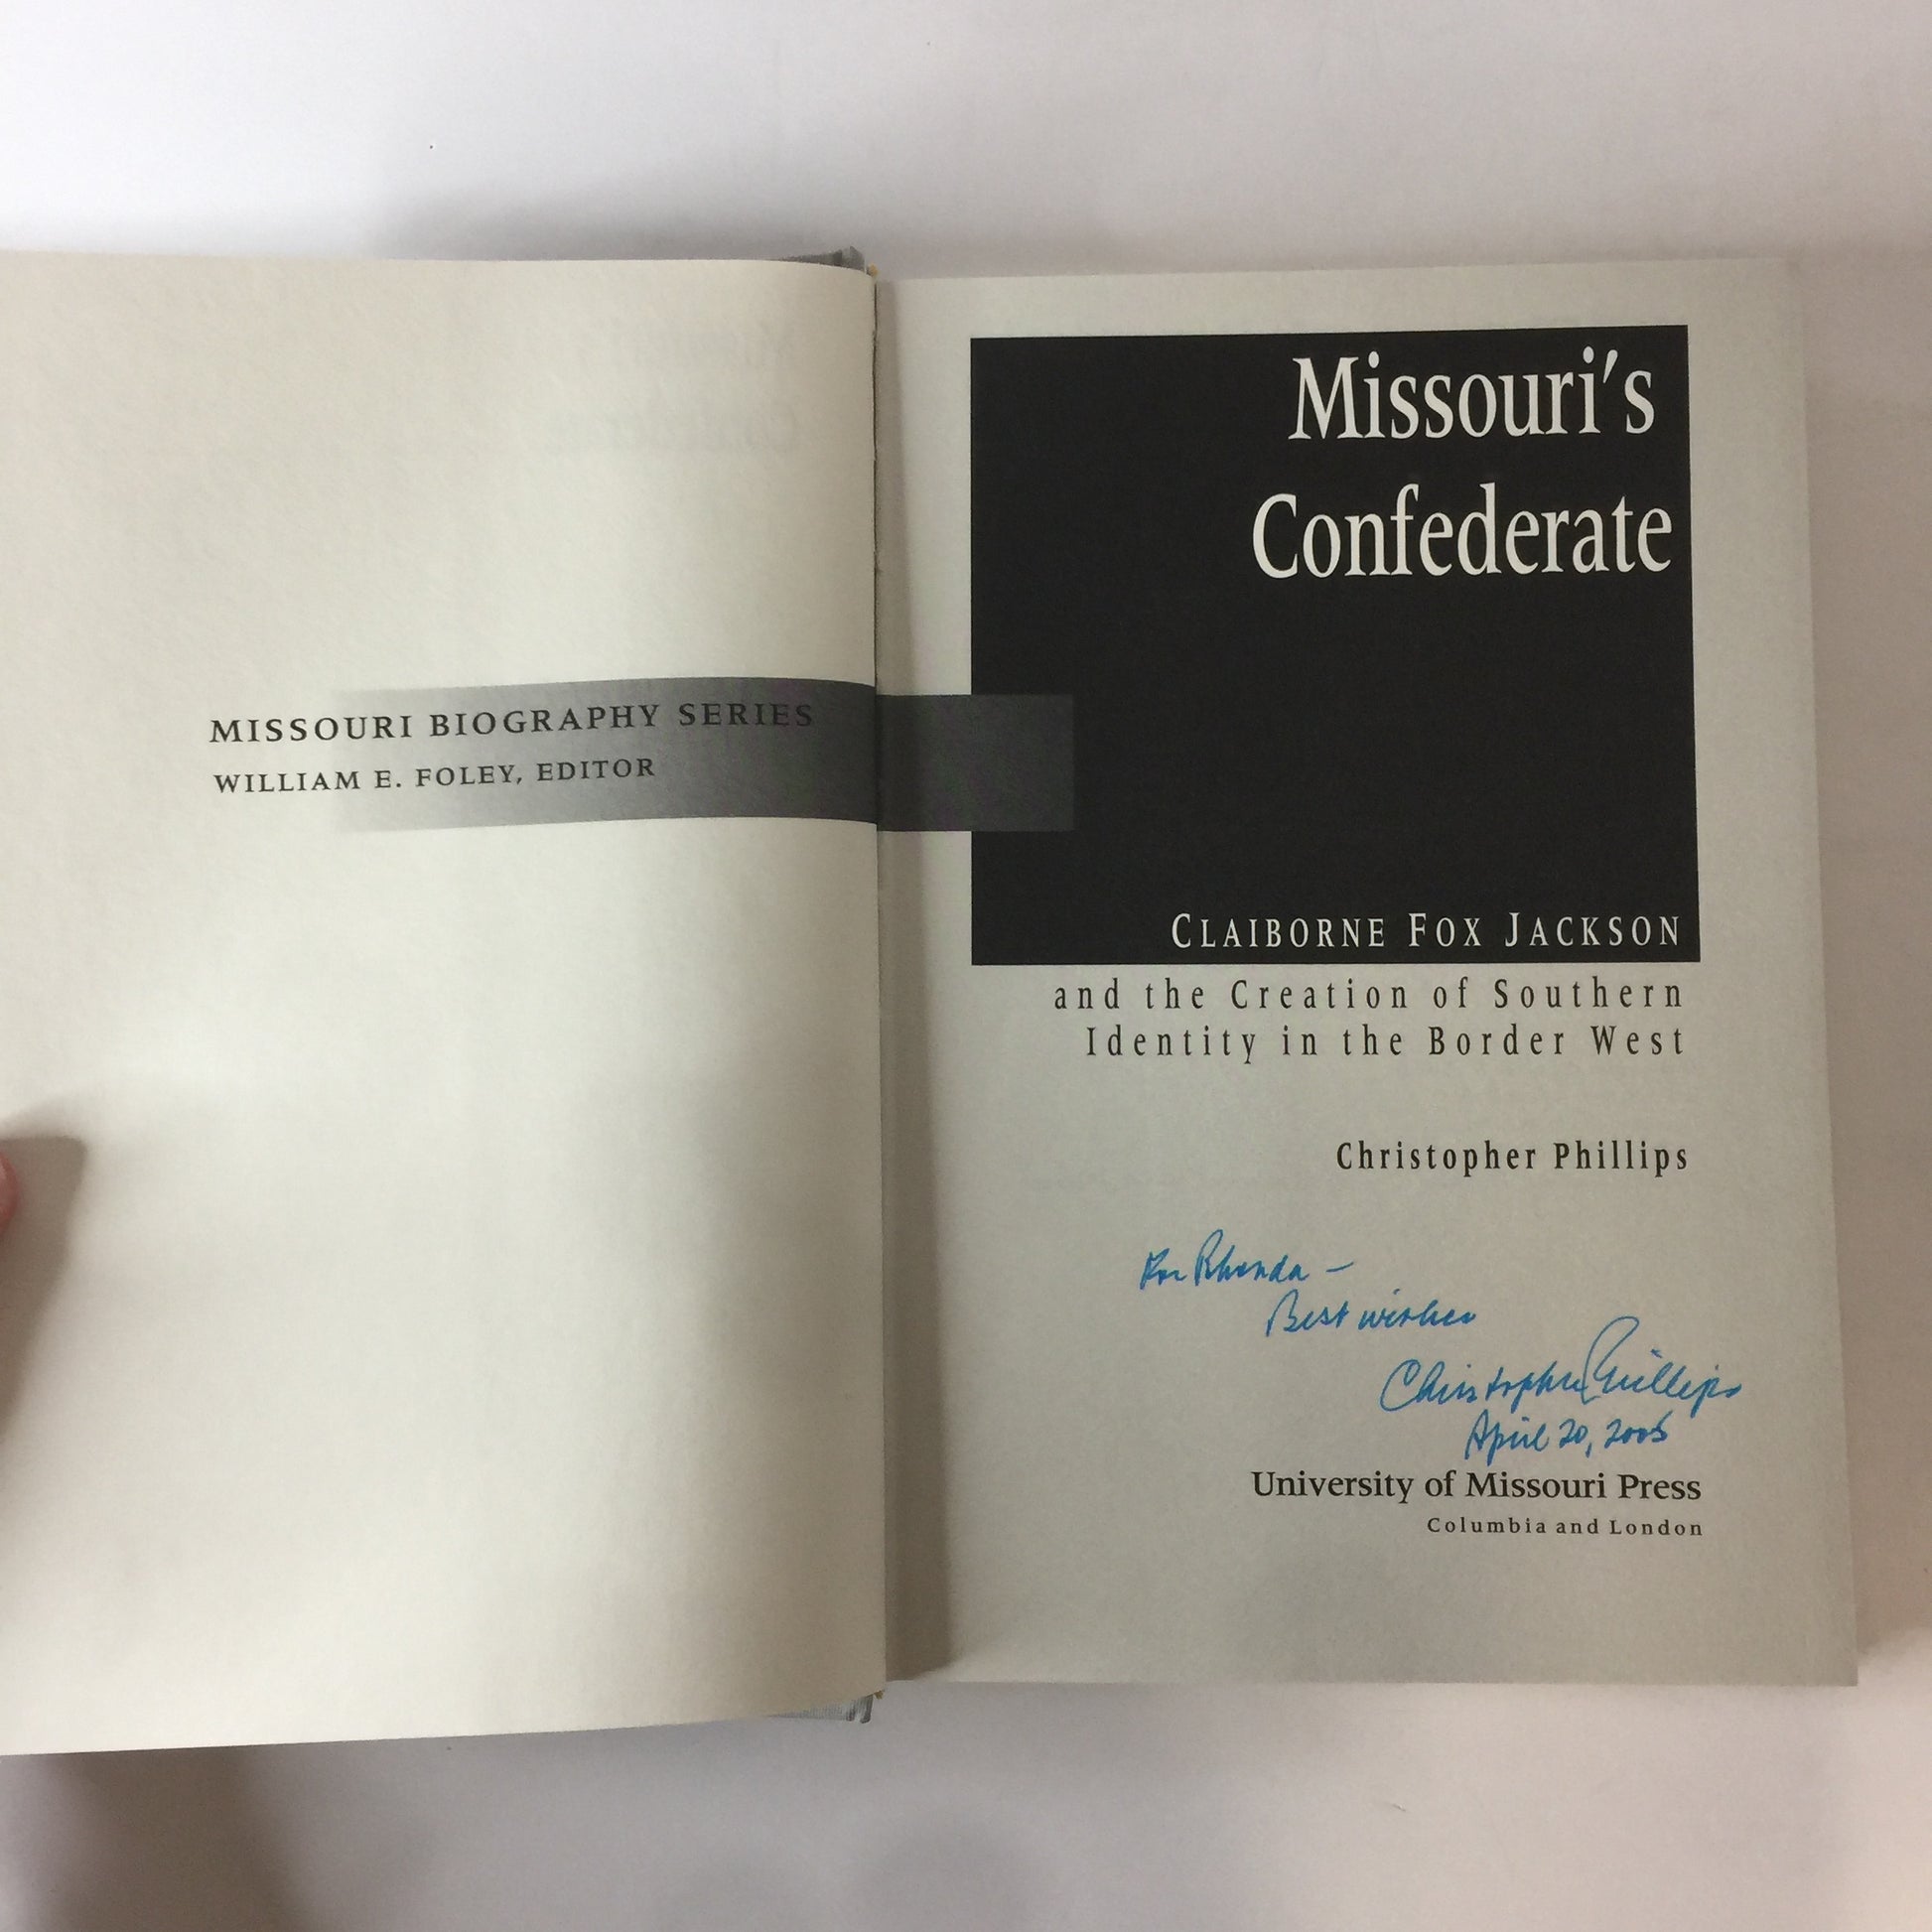 MISSOURI BIOGRAPHY SERIES
WILLIAM E. FOLEY, EDITOR
Missouri's
Confederate
CLAIBORNE FOX JACKSON
and the Creation of Southern
Identity in the Border West
Christopher Phillips
For Rhonda –
Best wishes
Christopher Phillips
April 20, 2005
University of Missouri Press
Columbia and London